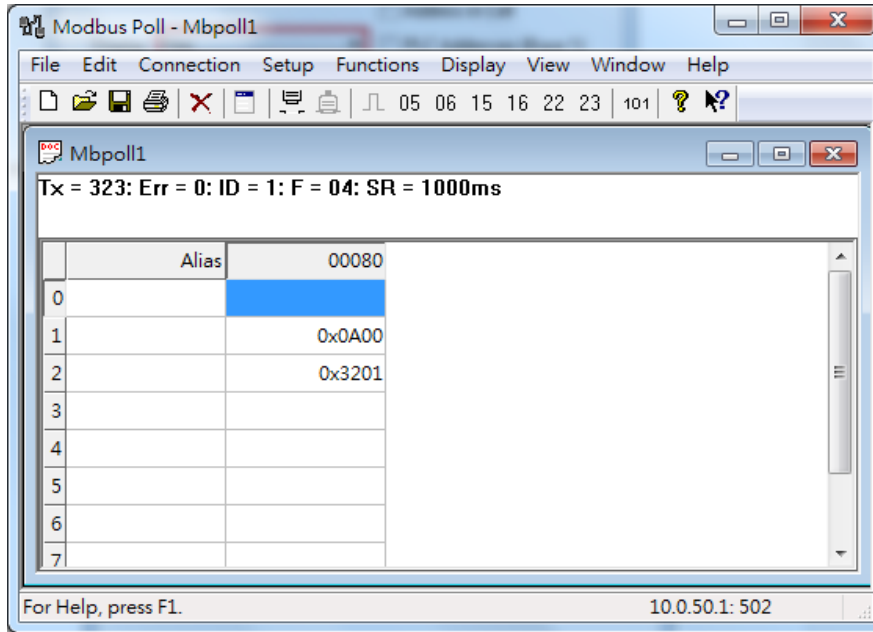 Modbus Poll - Mbpoll1
File Edit Connection Setup Functions Display View Window Help
05 06 15 16 22 23 101
Mbpoll1
Tx = 323: Err = 0: ID = 1: F = 04: SR = 1000ms
Alias 00080
0
1 0x0A00
2 0x3201
3
4
5
6
7
For Help, press F1. 10.0.50.1: 502